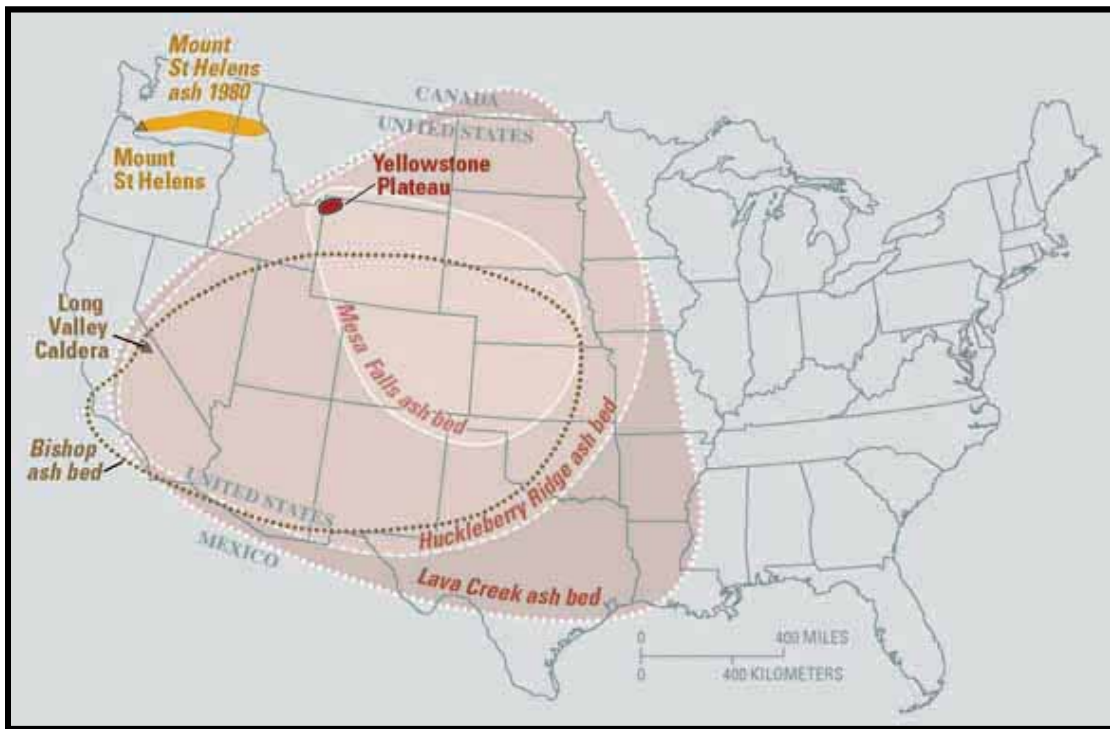 Mount
St Helens
ash 1980
CANADA
UNITED STATES
Mount
St Helens
Yellowstone
Plateau
Long
Valley
Caldera
Mesa Falls ash bed
Bishop
ash bed
UNITED STATES
MEXICO
Huckleberry Ridge ash bed
Lava Creek ash bed
0 400 MILES
0 400 KILOMETERS